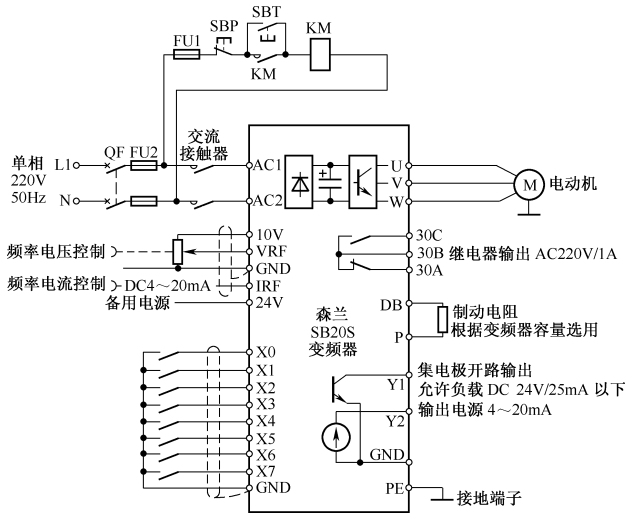 SBT
SBP
FU1
KM
KM
交流
接触器
单相
220V
50Hz
L1
QF
FU2
N
AC1
AC2
U
V
W
M
电动机
10V
频率电压控制
VRF
GND
频率电流控制
DC4～20mA
IRF
备用电源
24V
30C
30B
继电器输出 AC220V/1A
30A
DB
P
制动电阻
根据变频器容量选用
森兰
SB20S
变频器
X0
X1
X2
X3
X4
X5
X6
X7
GND
Y1
集电极开路输出
允许负载 DC 24V/25mA 以下
Y2
输出电源 4～20mA
GND
PE
接地端子